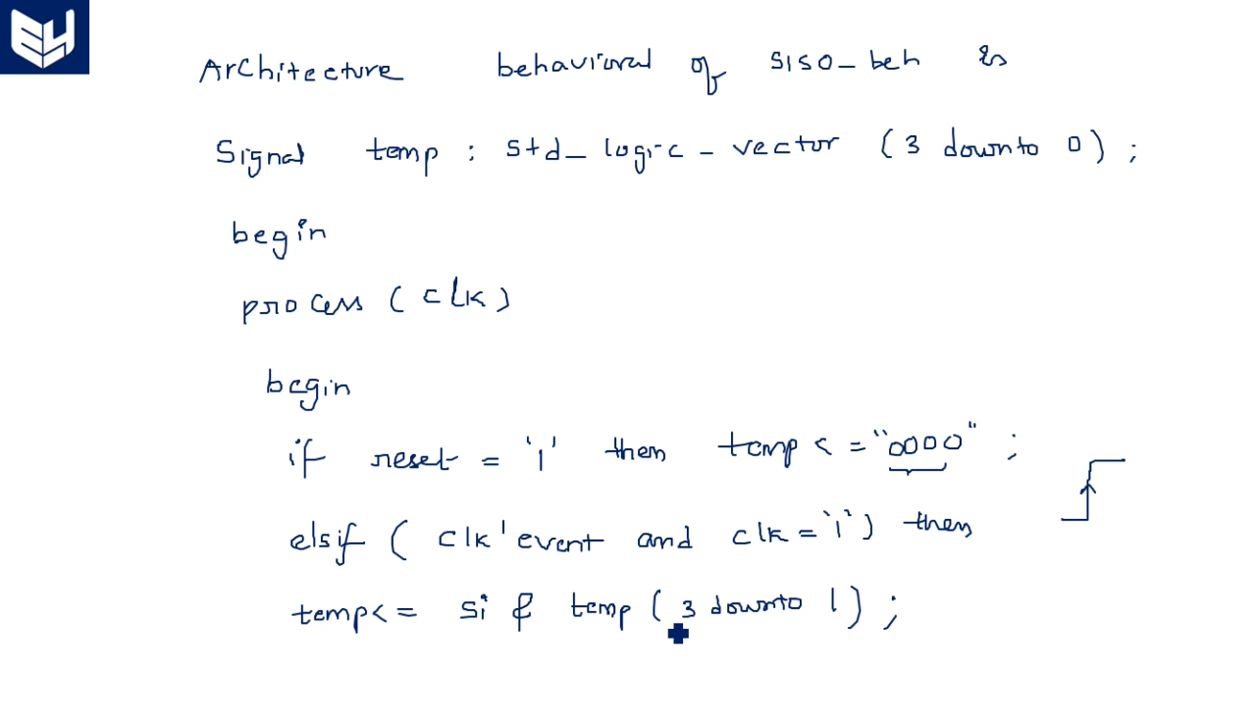 Architecture behavioral of SISO_beh is
Signal temp : std_logic_vector (3 downto 0) ;
begin
process ( clk )
begin
if reset = '1' then temp <= "0000" ;
elsif ( clk'event and clk = '1' ) then
temp <= si & temp ( 3 downto 1 ) ;